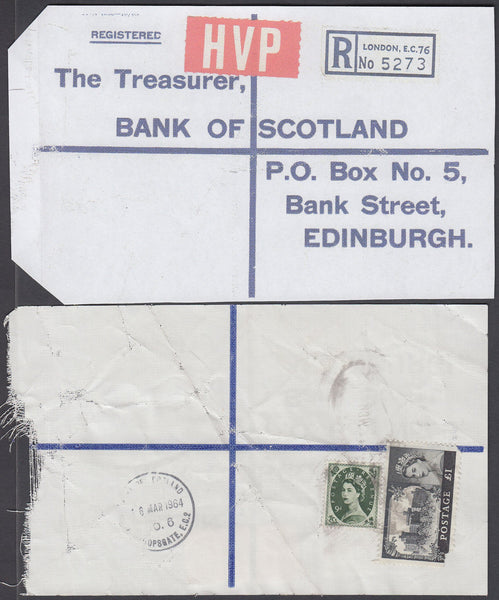 REGISTERED
HVP
R
LONDON, E.C.76
No 5273
The Treasurer,
BANK OF SCOTLAND
P.O. Box No. 5,
Bank Street,
EDINBURGH.
6 MAR 1964
POSTAGE £1